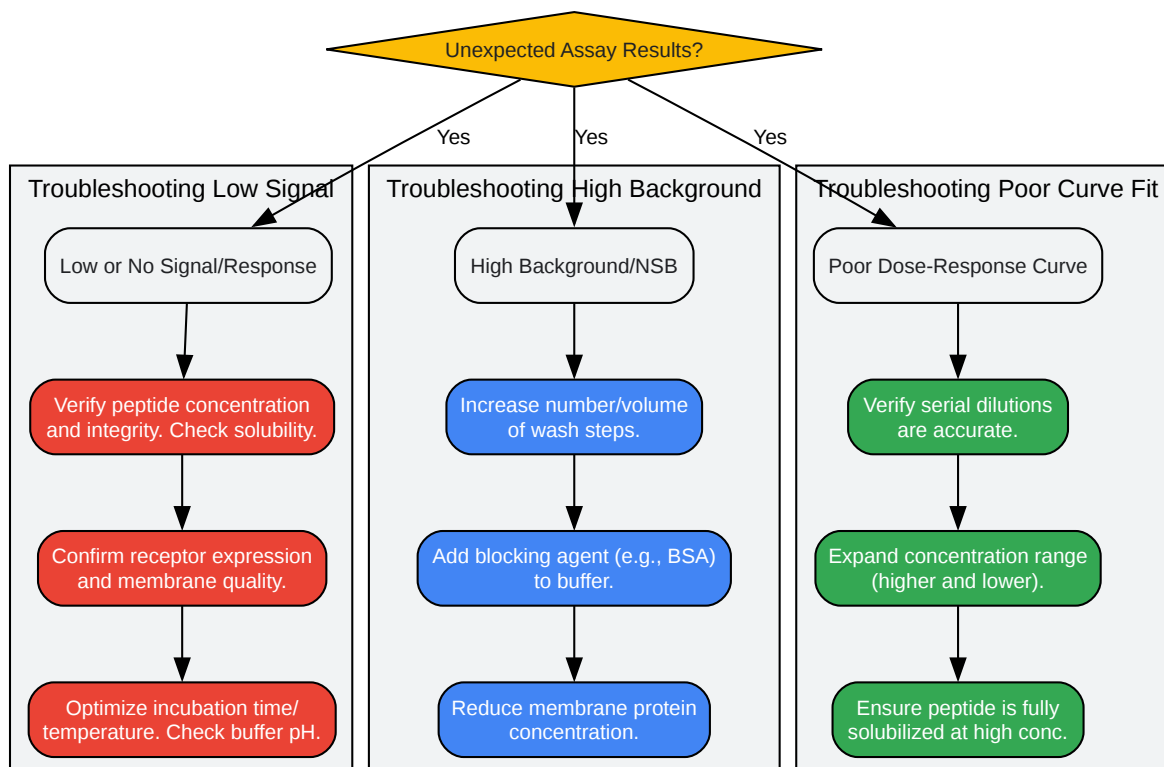 Unexpected Assay Results?
Yes
Yes
Yes
Troubleshooting Low Signal
Low or No Signal/Response
Verify peptide concentration
and integrity. Check solubility.
Confirm receptor expression
and membrane quality.
Optimize incubation time/
temperature. Check buffer pH.
Troubleshooting High Background
High Background/NSB
Increase number/volume
of wash steps.
Add blocking agent (e.g., BSA)
to buffer.
Reduce membrane protein
concentration.
Troubleshooting Poor Curve Fit
Poor Dose-Response Curve
Verify serial dilutions
are accurate.
Expand concentration range
(higher and lower).
Ensure peptide is fully
solubilized at high conc.